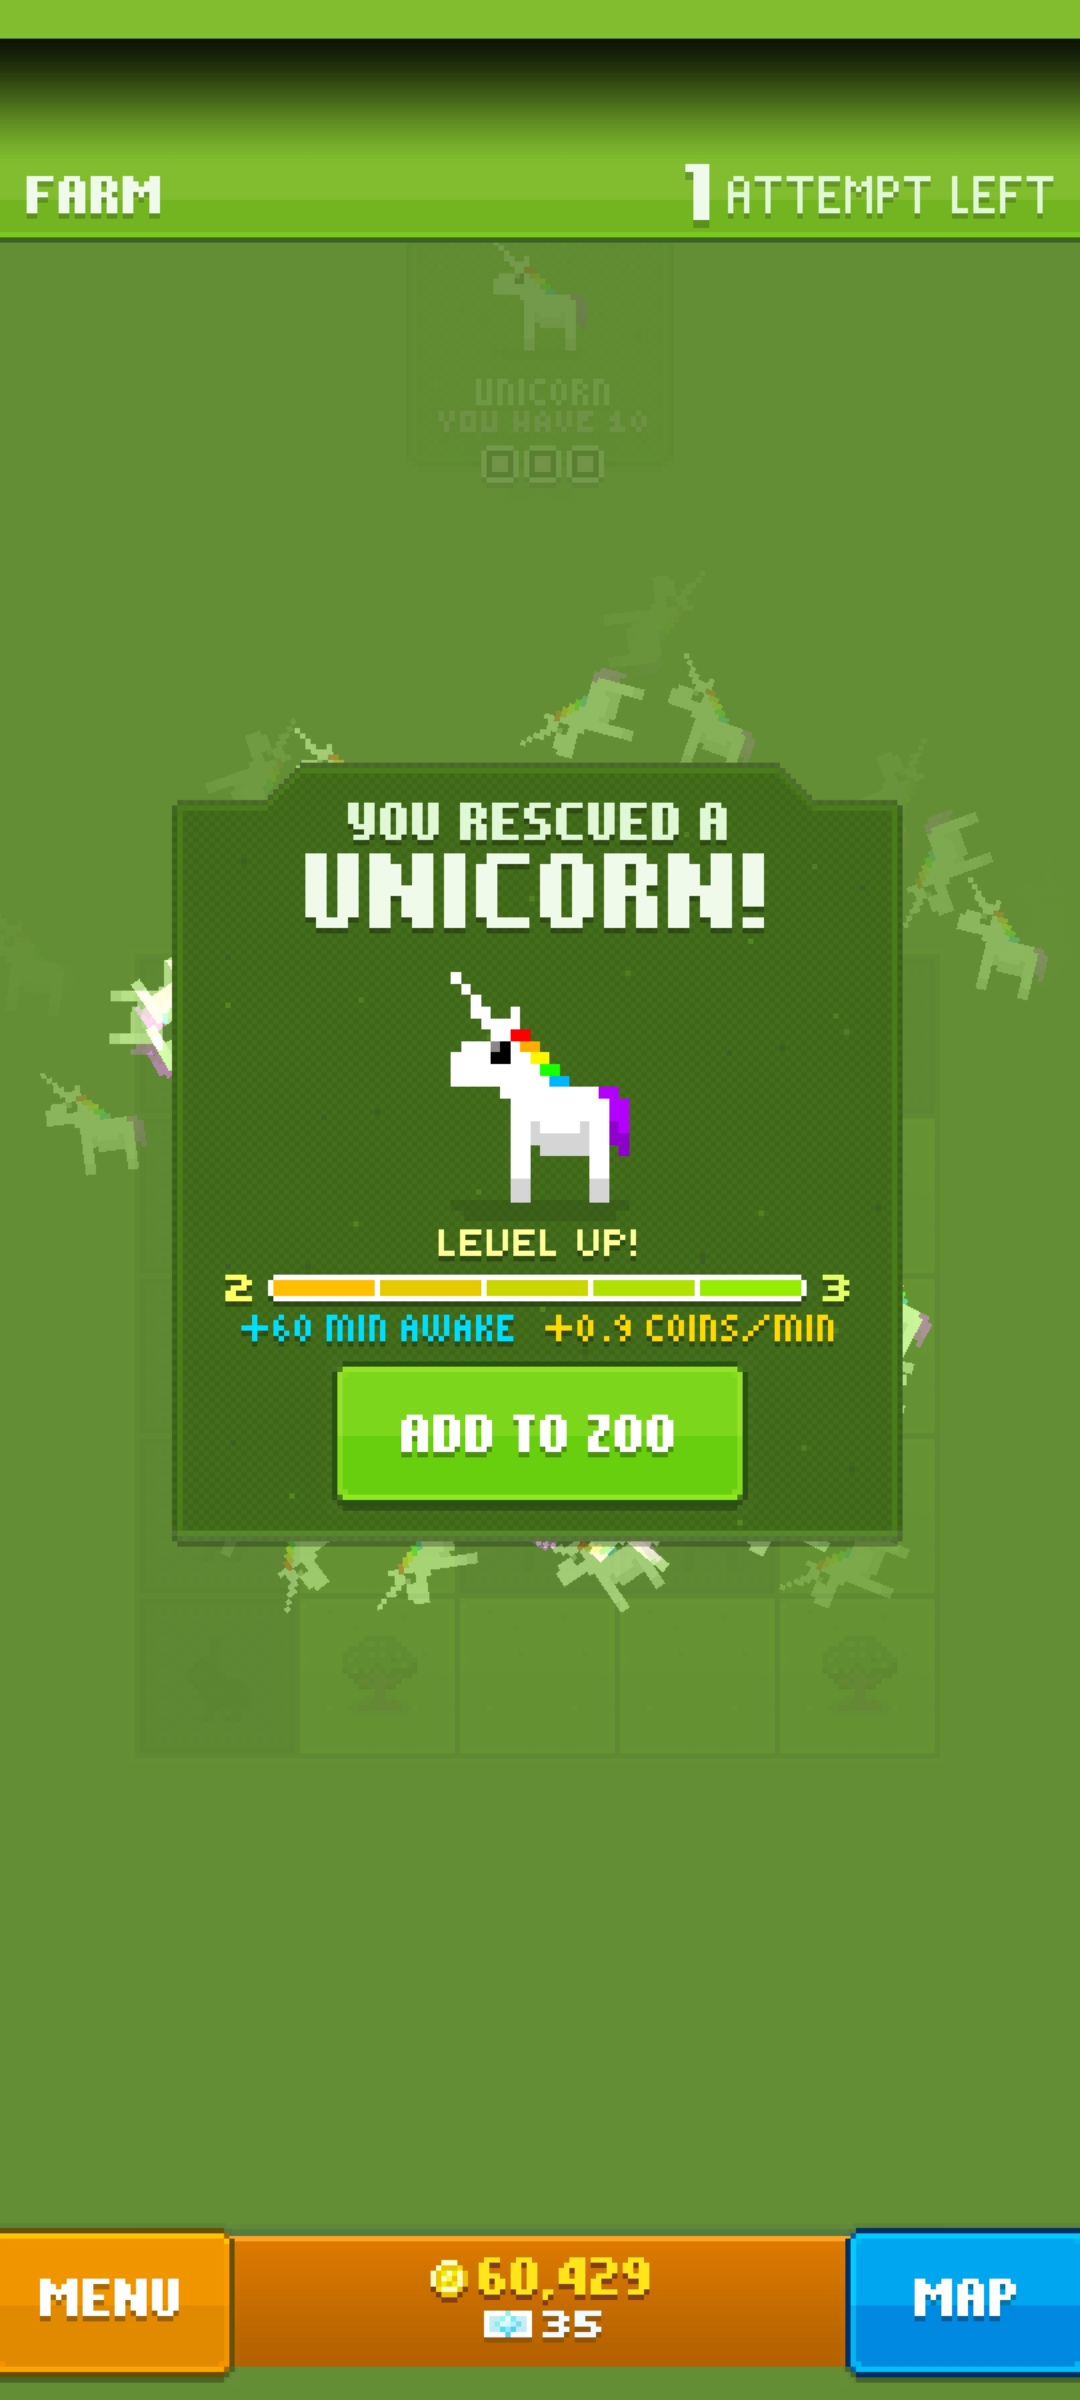 FARM
1 ATTEMPT LEFT
UNICORN
YOU HAVE 10
YOU RESCUED A
UNICORN!
LEVEL UP!
2 3
+60 MIN AWAKE +0.9 COINS/MIN
ADD TO ZOO
MENU
60,429
35
MAP